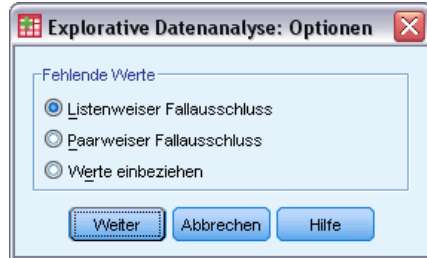 Explorative Datenanalyse: Optionen
Fehlende Werte
Listenweiser Fallausschluss
Paarweiser Fallausschluss
Werte einbeziehen
Weiter Abbrechen Hilfe